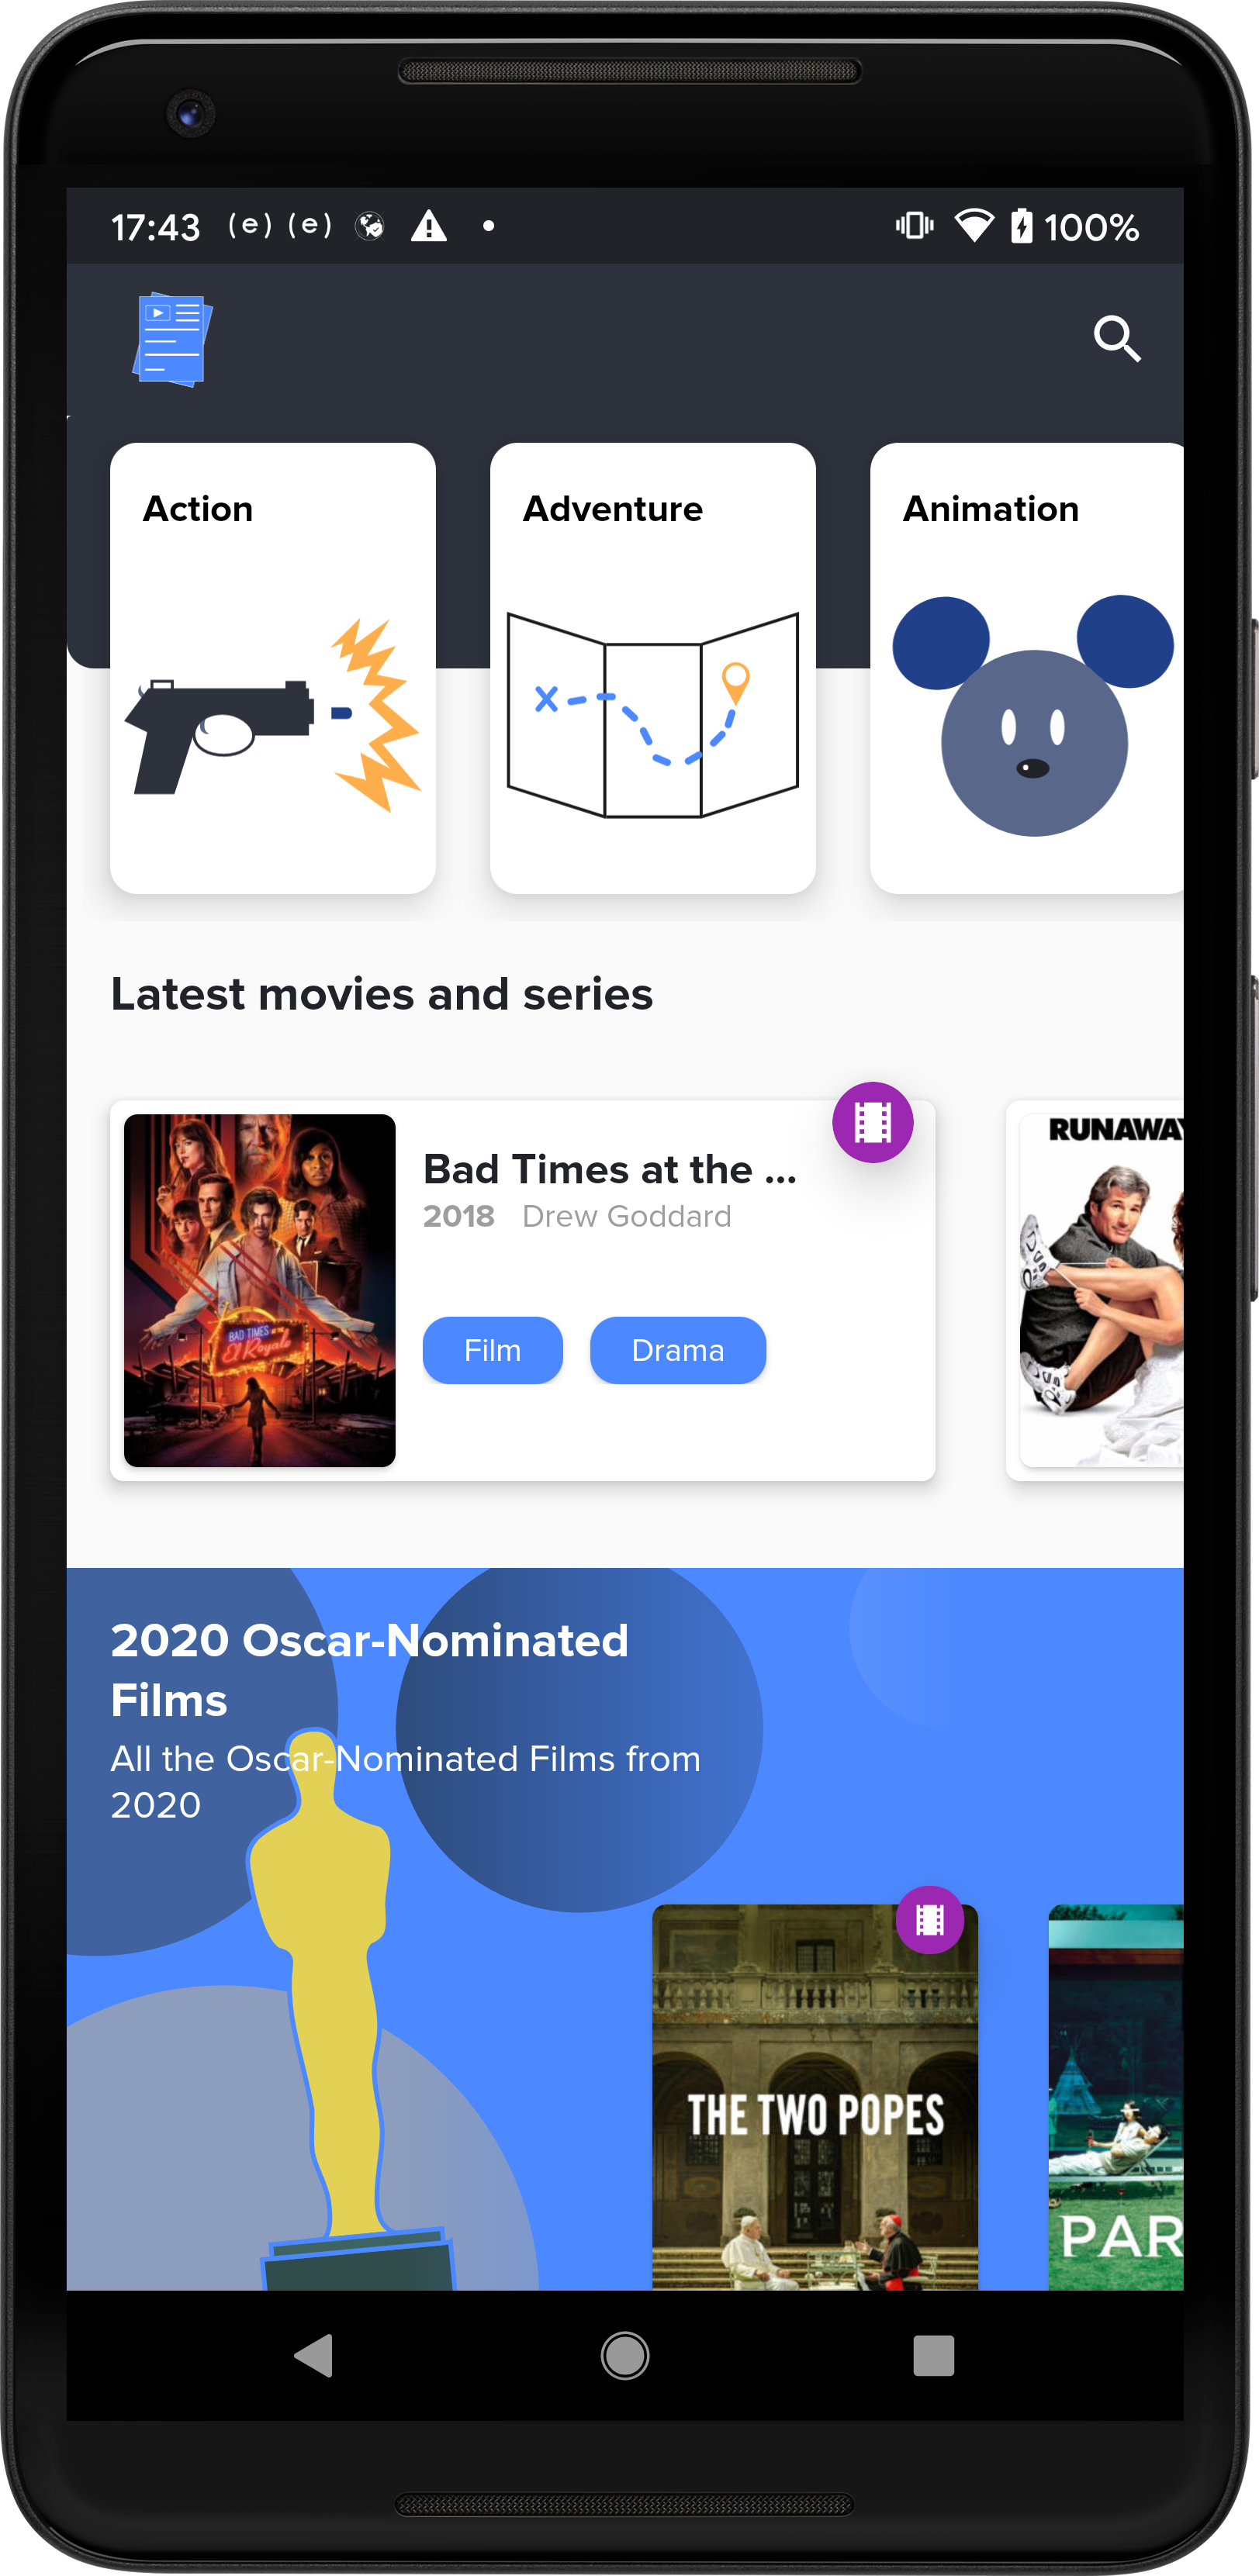 17:43 (e) (e) 100%
Action
Adventure
Animation
Latest movies and series
BAD TIMES AT THE
El Royale
Bad Times at the ...
2018 Drew Goddard
Film
Drama
RUNAWAY
2020 Oscar-Nominated
Films
All the Oscar-Nominated Films from
2020
THE TWO POPES
PAR